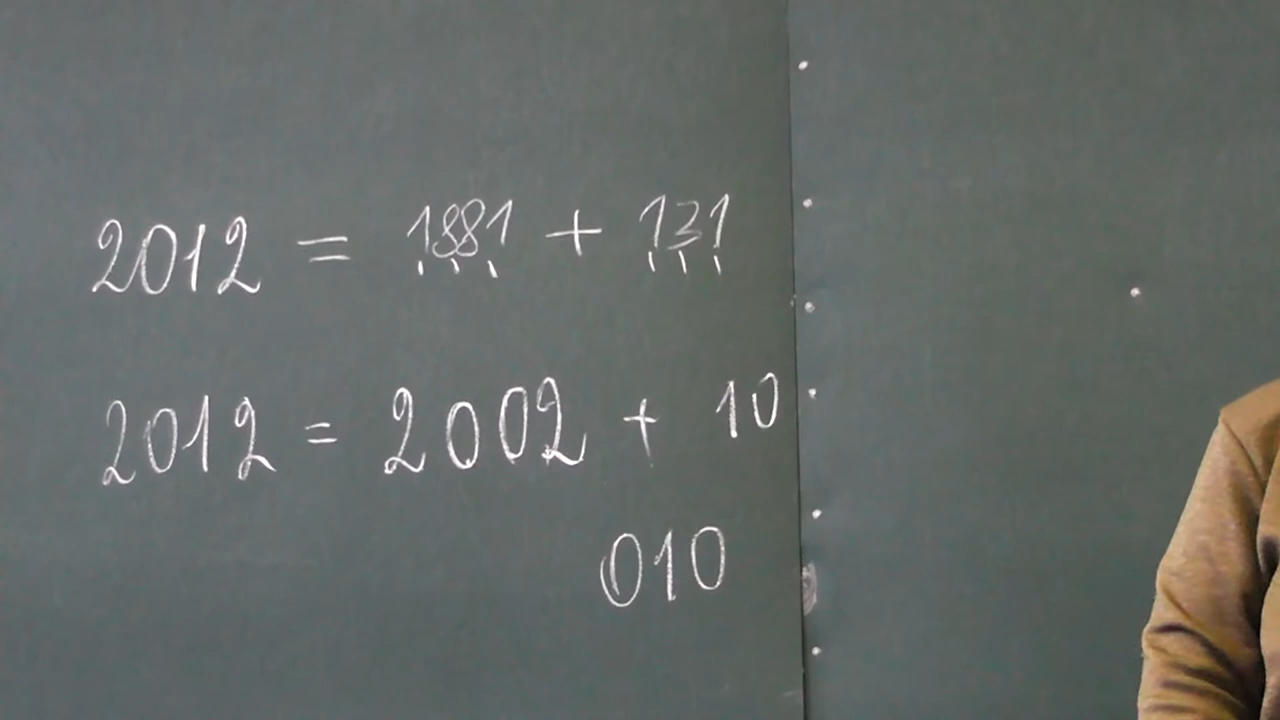 2012 = 1881 + 131
2012 = 2002 + 10
010